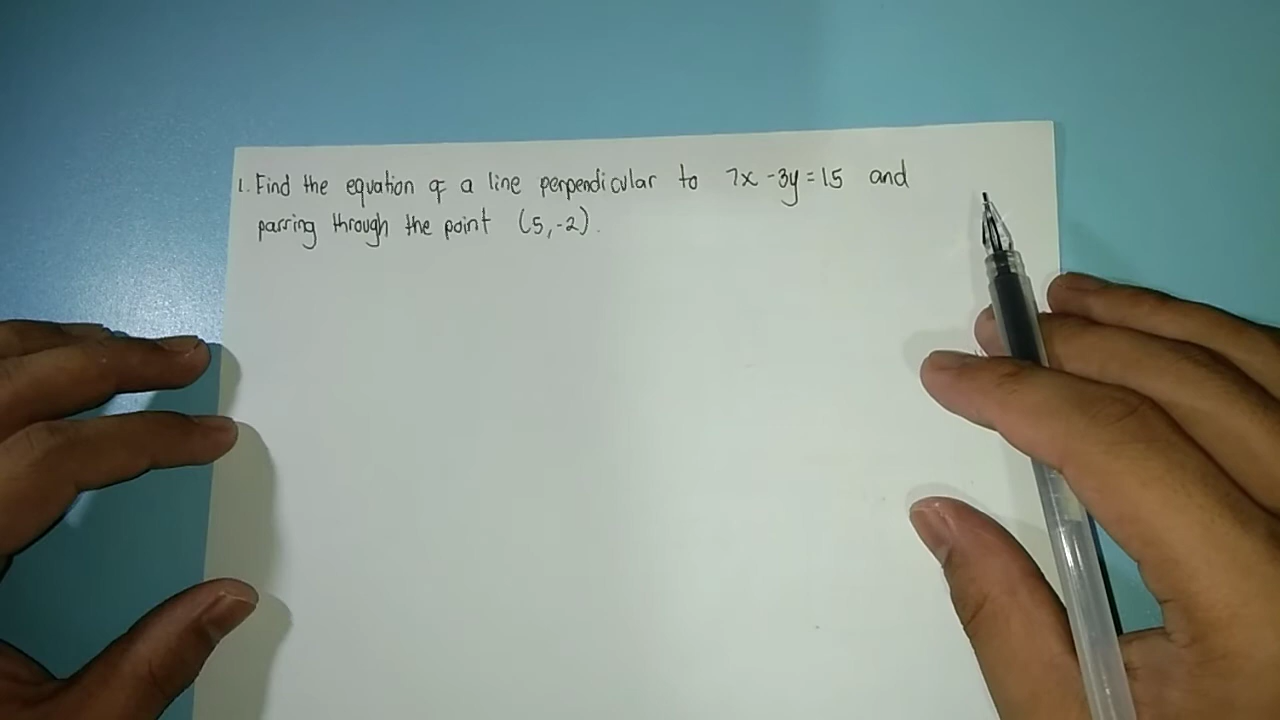 1. Find the equation of a line perpendicular to 7x - 3y = 15 and
passing through the point (5, -2).